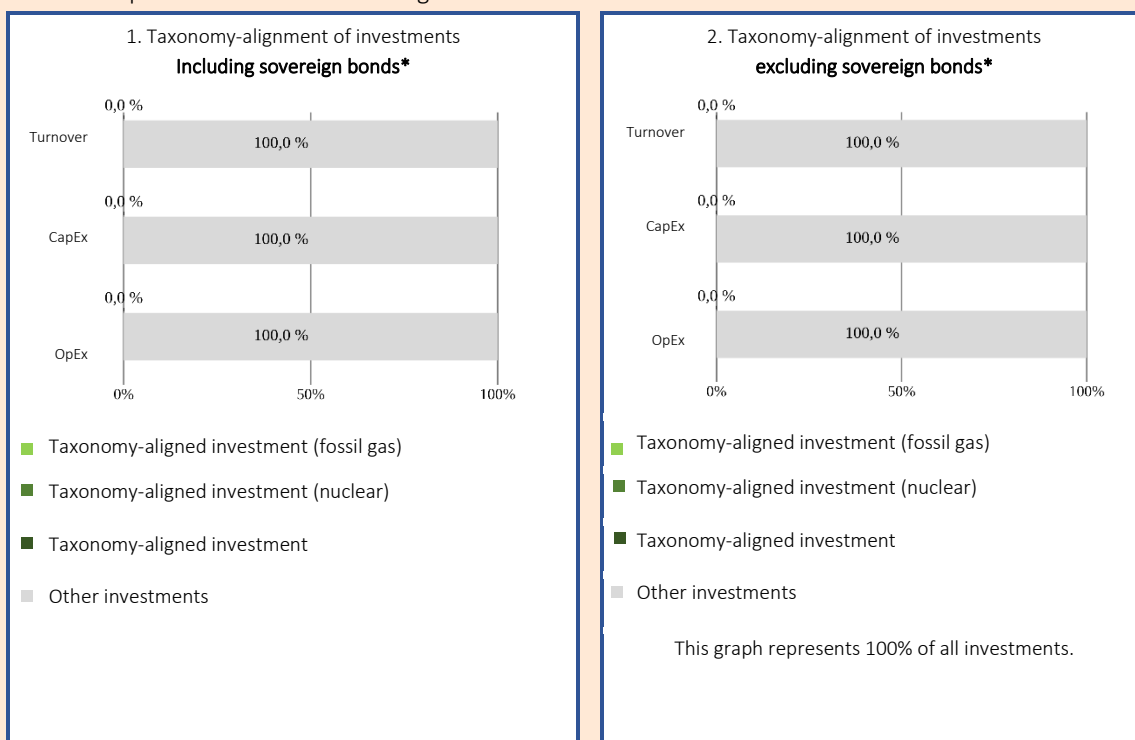 1. Taxonomy-alignment of investments
Including sovereign bonds*
0,0 %
Turnover
100,0 %
0,0 %
CapEx
100,0 %
0,0 %
OpEx
100,0 %
0%
50%
100%
Taxonomy-aligned investment (fossil gas)
Taxonomy-aligned investment (nuclear)
Taxonomy-aligned investment
Other investments
2. Taxonomy-alignment of investments
excluding sovereign bonds*
0,0 %
Turnover
100,0 %
0,0 %
CapEx
100,0 %
0,0 %
OpEx
100,0 %
0%
50%
100%
Taxonomy-aligned investment (fossil gas)
Taxonomy-aligned investment (nuclear)
Taxonomy-aligned investment
Other investments
This graph represents 100% of all investments.